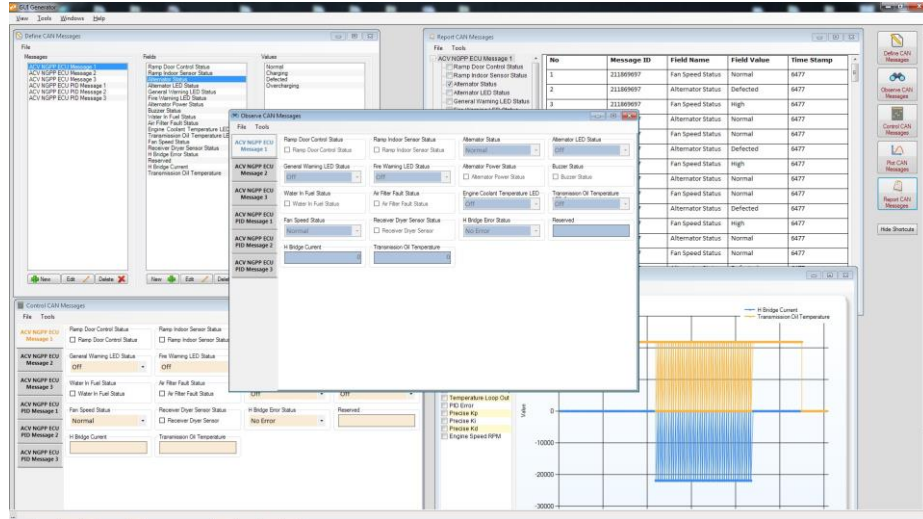 GUI Generator
View Tools Windows Help
Define CAN Messages
File
Messages
ACV NGPP ECU Message 1
ACV NGPP ECU Message 2
ACV NGPP ECU Message 3
ACV NGPP ECU PID Message 1
ACV NGPP ECU PID Message 2
ACV NGPP ECU PID Message 3
Fields
Ramp Door Control Status
Ramp Indoor Sensor Status
Alternator Status
Alternator LED Status
General Warning LED Status
Fire Warning LED Status
Alternator Power Status
Buzzer Status
Water In Fuel Status
Air Filter Fault Status
Engine Coolant Temperature LED
Transmission Oil Temperature LE
Fan Speed Status
Receiver Dryer Sensor Status
H Bridge Error Status
Reserved
H Bridge Current
Transmission Oil Temperature
Values
Normal
Charging
Defected
Overcharging
New Edit Delete
New Edit Delete
Report CAN Messages
File Tools
ACV NGPP ECU Message 1
Ramp Door Control Status
Ramp Indoor Sensor Status
Alternator Status
Alternator LED Status
General Warning LED Status
No Message ID Field Name Field Value Time Stamp
1 211869697 Fan Speed Status Normal 6477
2 211869697 Alternator Status Defected 6477
3 211869697 Fan Speed Status High 6477
Alternator Status Normal 6477
Fan Speed Status Normal 6477
Alternator Status Defected 6477
Fan Speed Status High 6477
Alternator Status Normal 6477
Fan Speed Status Normal 6477
Alternator Status Defected 6477
Fan Speed Status High 6477
Alternator Status Normal 6477
Fan Speed Status Normal 6477
Define CAN Messages
Observe CAN Messages
Control CAN Messages
Plot CAN Messages
Report CAN Messages
Hide Shortcuts
Observe CAN Messages
File Tools
ACV NGPP ECU Message 1
ACV NGPP ECU Message 2
ACV NGPP ECU Message 3
ACV NGPP ECU PID Message 1
ACV NGPP ECU PID Message 2
ACV NGPP ECU PID Message 3
Ramp Door Control Status Ramp Indoor Sensor Status Alternator Status Alternator LED Status
Ramp Door Control Status Ramp Indoor Sensor Status Normal Off
General Warning LED Status Fire Warning LED Status Alternator Power Status Buzzer Status
Off Off Alternator Power Status Buzzer Status
Water In Fuel Status Air Filter Fault Status Engine Coolant Temperature LED Transmission Oil Temperature
Water In Fuel Status Air Filter Fault Status Off Off
Fan Speed Status Receiver Dryer Sensor Status H Bridge Error Status Reserved
Normal Receiver Dryer Sensor No Error
H Bridge Current Transmission Oil Temperature
0 0
Control CAN Messages
File Tools
ACV NGPP ECU Message 1
ACV NGPP ECU Message 2
ACV NGPP ECU Message 3
ACV NGPP ECU PID Message 1
ACV NGPP ECU PID Message 2
ACV NGPP ECU PID Message 3
Ramp Door Control Status Ramp Indoor Sensor Status
Ramp Door Control Status Ramp Indoor Sensor Status
General Warning LED Status Fire Warning LED Status
Off Off
Water In Fuel Status Air Filter Fault Status
Water In Fuel Status Air Filter Fault Status Off Off
Fan Speed Status Receiver Dryer Sensor Status H Bridge Error Status Reserved
Normal Receiver Dryer Sensor No Error
H Bridge Current Transmission Oil Temperature
Temperature Loop Out
PID Error
Precise Kp
Precise Ki
Precise Kd
Engine Speed RPM
H Bridge Current
Transmission Oil Temperature
Value
0
-10000
-20000
-30000